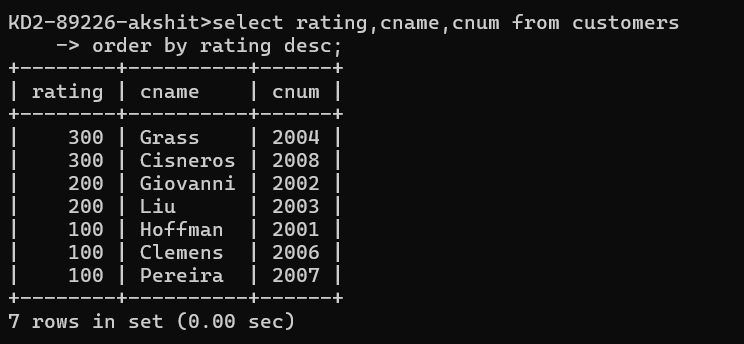 KD2-89226-akshit>select rating,cname,cnum from customers
    -> order by rating desc;
+--------+----------+------+
| rating | cname    | cnum |
+--------+----------+------+
|    300 | Grass    | 2004 |
|    300 | Cisneros | 2008 |
|    200 | Giovanni | 2002 |
|    200 | Liu      | 2003 |
|    100 | Hoffman  | 2001 |
|    100 | Clemens  | 2006 |
|    100 | Pereira  | 2007 |
+--------+----------+------+
7 rows in set (0.00 sec)